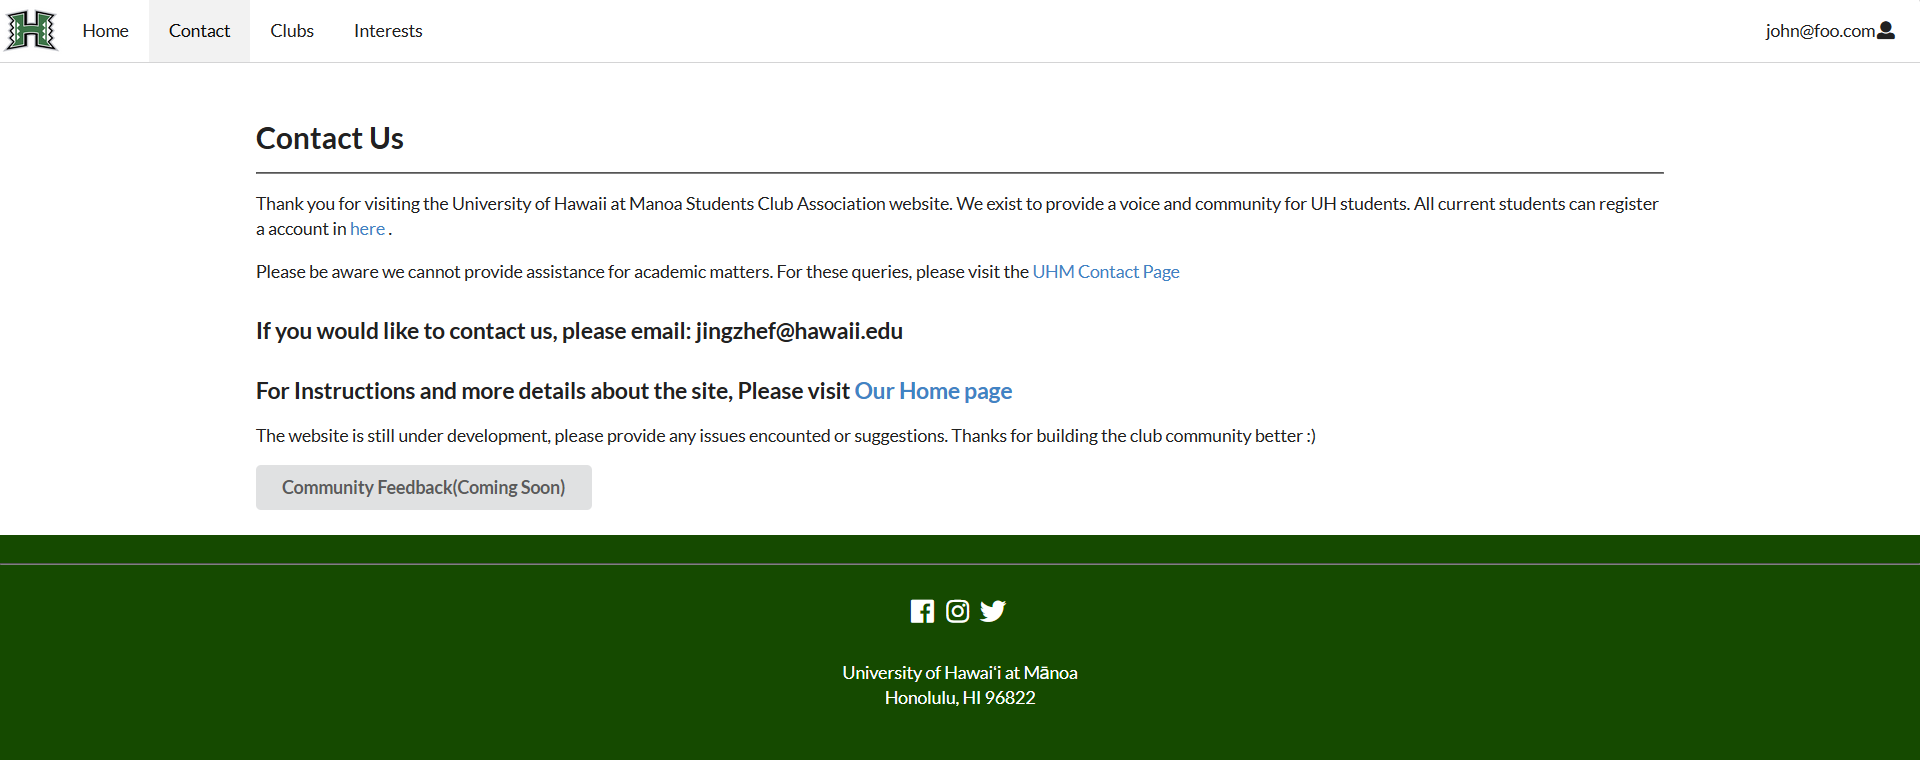 H
Home Contact Clubs Interests john@foo.com
Contact Us
Thank you for visiting the University of Hawaii at Manoa Students Club Association website. We exist to provide a voice and community for UH students. All current students can register
a account in here .
Please be aware we cannot provide assistance for academic matters. For these queries, please visit the UHM Contact Page
If you would like to contact us, please email: jingzhef@hawaii.edu
For Instructions and more details about the site, Please visit Our Home page
The website is still under development, please provide any issues encounted or suggestions. Thanks for building the club community better :)
Community Feedback(Coming Soon)
University of Hawaiʻi at Mānoa
Honolulu, HI 96822